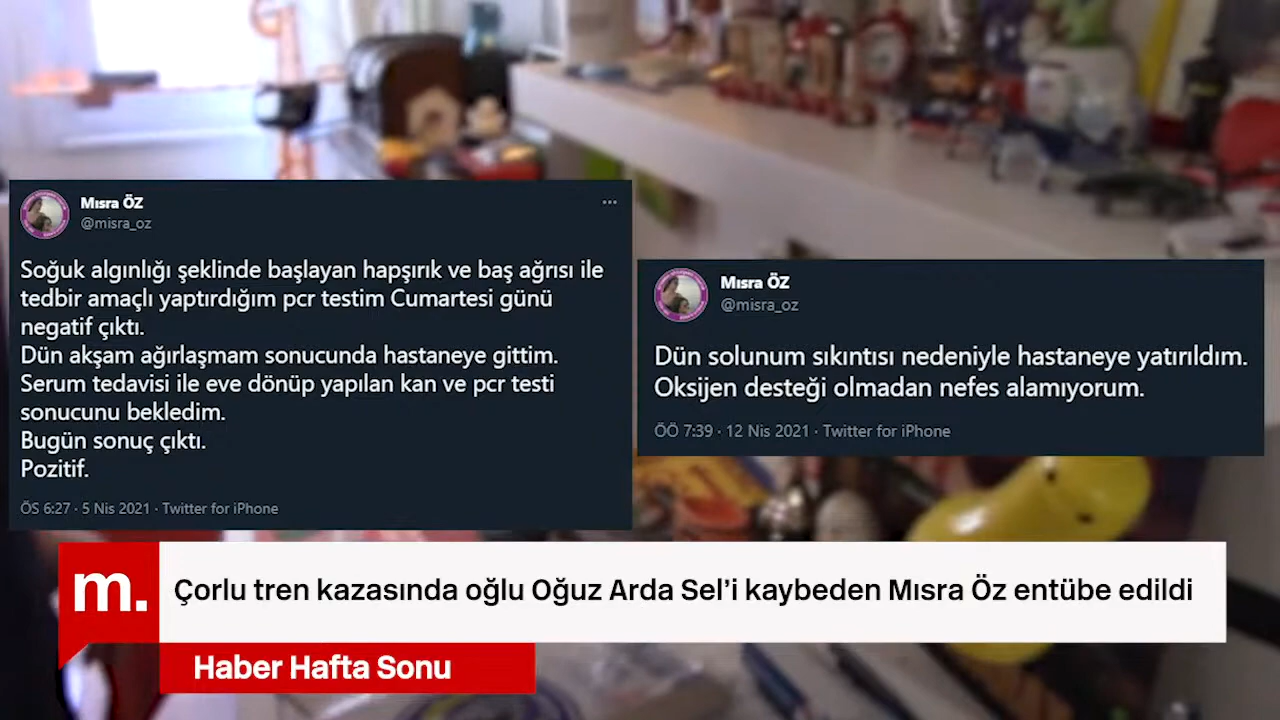 Mısra ÖZ
@misra_oz
Soğuk algınlığı şeklinde başlayan hapşırık ve baş ağrısı ile
tedbir amaçlı yaptırdığım pcr testim Cumartesi günü
negatif çıktı.
Dün akşam ağırlaşmam sonucunda hastaneye gittim.
Serum tedavisi ile eve dönüp yapılan kan ve pcr testi
sonucunu bekledim.
Bugün sonuç çıktı.
Pozitif.
ÖS 6:27 · 5 Nis 2021 · Twitter for iPhone
Mısra ÖZ
@misra_oz
Dün solunum sıkıntısı nedeniyle hastaneye yatırıldım.
Oksijen desteği olmadan nefes alamıyorum.
ÖÖ 7:39 · 12 Nis 2021 · Twitter for iPhone
m.
Çorlu tren kazasında oğlu Oğuz Arda Sel'i kaybeden Mısra Öz entübe edildi
Haber Hafta Sonu